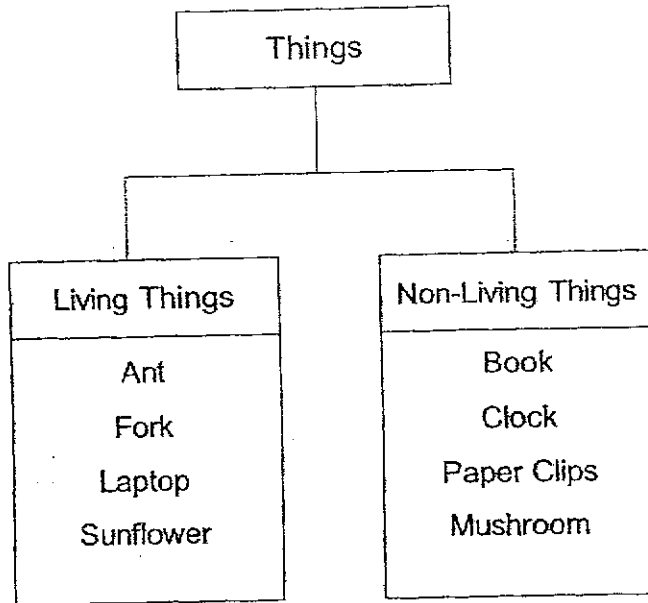 Things
Living Things
Ant
Fork
Laptop
Sunflower
Non-Living Things
Book
Clock
Paper Clips
Mushroom